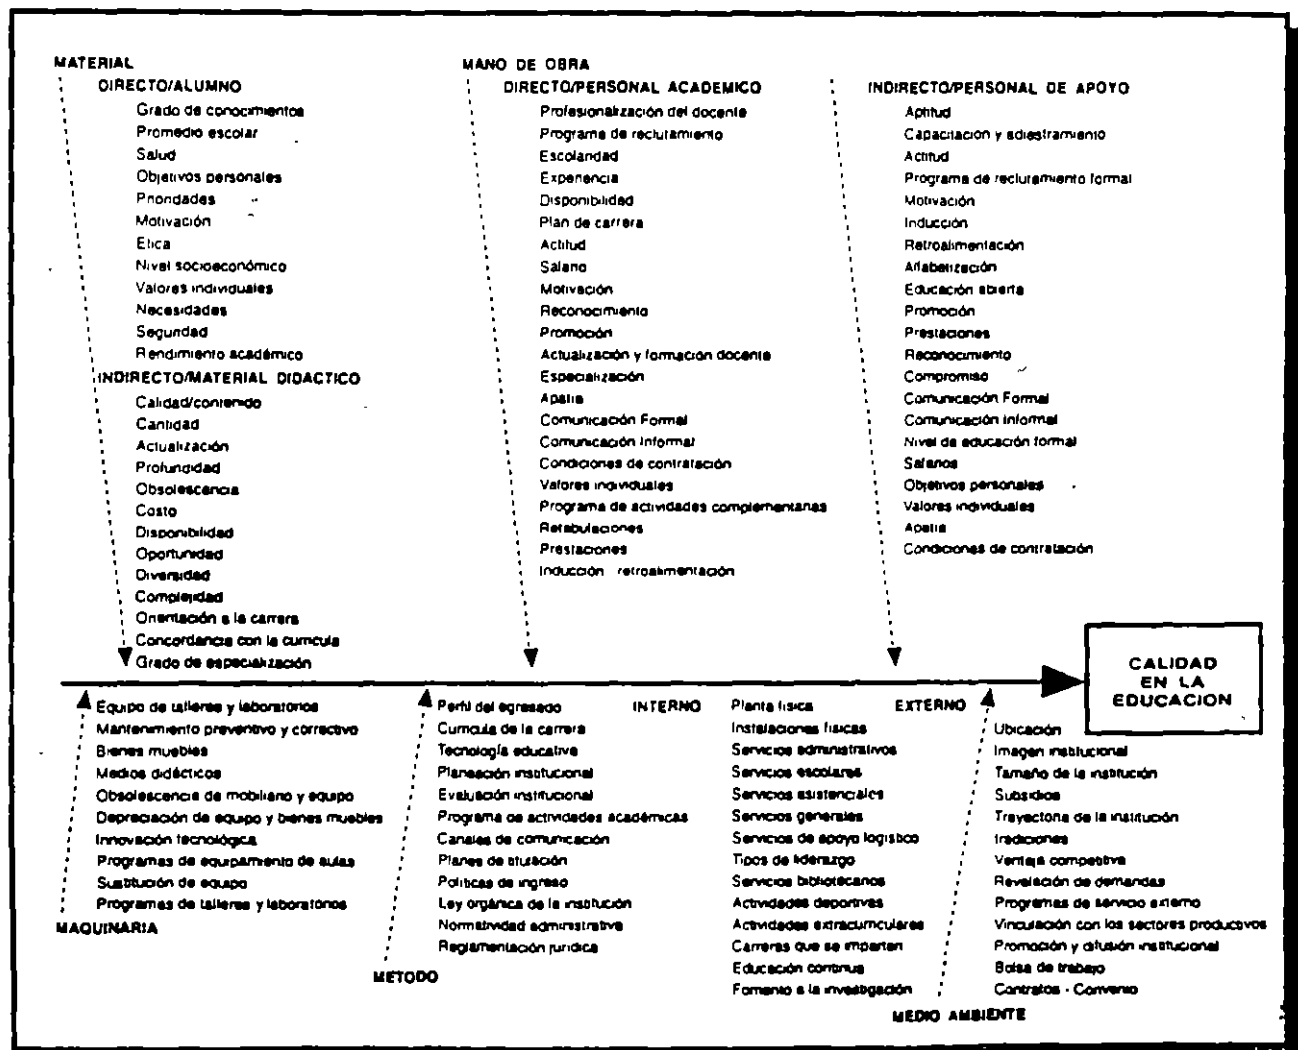 MATERIAL
DIRECTO/ALUMNO
Grado de conocimientos
Promedio escolar
Salud
Objetivos personales
Prioridades
Motivación
Etica
Nivel socioeconómico
Valores individuales
Necesidades
Seguridad
Rendimiento académico
INDIRECTO/MATERIAL DIDACTICO
Calidad/contenido
Cantidad
Actualización
Profundidad
Obsolescencia
Costo
Disponibilidad
Oportunidad
Diversidad
Complejidad
Orientación a la carrera
Concordancia con la currícula
Grado de especialización
MANO DE OBRA
DIRECTO/PERSONAL ACADEMICO
Profesionalización del docente
Programa de reclutamiento
Escolaridad
Experiencia
Disponibilidad
Plan de carrera
Actitud
Salario
Motivación
Reconocimiento
Promoción
Actualización y formación docente
Especialización
Apatía
Comunicación Formal
Comunicación Informal
Condiciones de contratación
Valores individuales
Programa de actividades complementarias
Retabulaciones
Prestaciones
Inducción retroalimentación
INDIRECTO/PERSONAL DE APOYO
Aptitud
Capacitación y adiestramiento
Actitud
Programa de reclutamiento formal
Motivación
Inducción
Retroalimentación
Alfabetización
Educación abierta
Promoción
Prestaciones
Reconocimiento
Compromiso
Comunicación Formal
Comunicación Informal
Nivel de educación formal
Salarios
Objetivos personales
Valores individuales
Apatía
Condiciones de contratación
CALIDAD
EN LA
EDUCACION
Equipo de talleres y laboratorios
Mantenimiento preventivo y correctivo
Bienes muebles
Medios didácticos
Obsolescencia de mobiliario y equipo
Depreciación de equipo y bienes muebles
Innovación tecnológica
Programas de equipamiento de aulas
Sustitución de equipo
Programas de talleres y laboratorios
MAQUINARIA
Perfil del egresado
Currícula de la carrera
Tecnología educativa
Planeación institucional
Evaluación institucional
Programa de actividades académicas
Canales de comunicación
Planes de titulación
Políticas de ingreso
Ley orgánica de la institución
Normatividad administrativa
Reglamentación jurídica
METODO
INTERNO
Planta física
Instalaciones físicas
Servicios administrativos
Servicios escolares
Servicios asistenciales
Servicios generales
Servicios de apoyo logístico
Tipos de liderazgo
Servicios bibliotecarios
Actividades deportivas
Actividades extracurriculares
Carreras que se imparten
Educación continua
Fomento a la investigación
EXTERNO
Ubicación
Imagen institucional
Tamaño de la institución
Subsidios
Trayectoria de la institución
tradiciones
Ventaja competitiva
Revelación de demandas
Programas de servicio externo
Vinculación con los sectores productivos
Promoción y difusión institucional
Bolsa de trabajo
Contratos - Convenio
MEDIO AMBIENTE